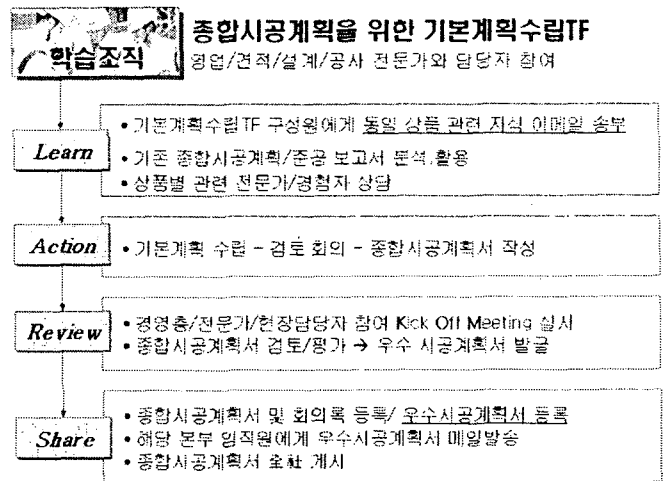 학습조직
종합시공계획을 위한 기본계획수립TF
영업/견적/설계/공사 전문가와 담당자 참여
Learn
• 기본계획수립TF 구성원에게 동일 상품 관련 지식 이메일 송부
• 기존 종합시공계획/준공 보고서 분석,활용
• 상품별 관련 전문가/경험자 상담
Action
• 기본계획 수립 - 검토 회의 - 종합시공계획서 작성
Review
• 경영층/전문가/현장담당자 참여 Kick Off Meeting 실시
• 종합시공계획서 검토/평가 → 우수 시공계획서 발굴
Share
• 종합시공계획서 및 회의록 등록/ 우수시공계획서 등록
• 해당 본부 임직원에게 우수시공계획서 메일발송
• 종합시공계획서 全社 게시